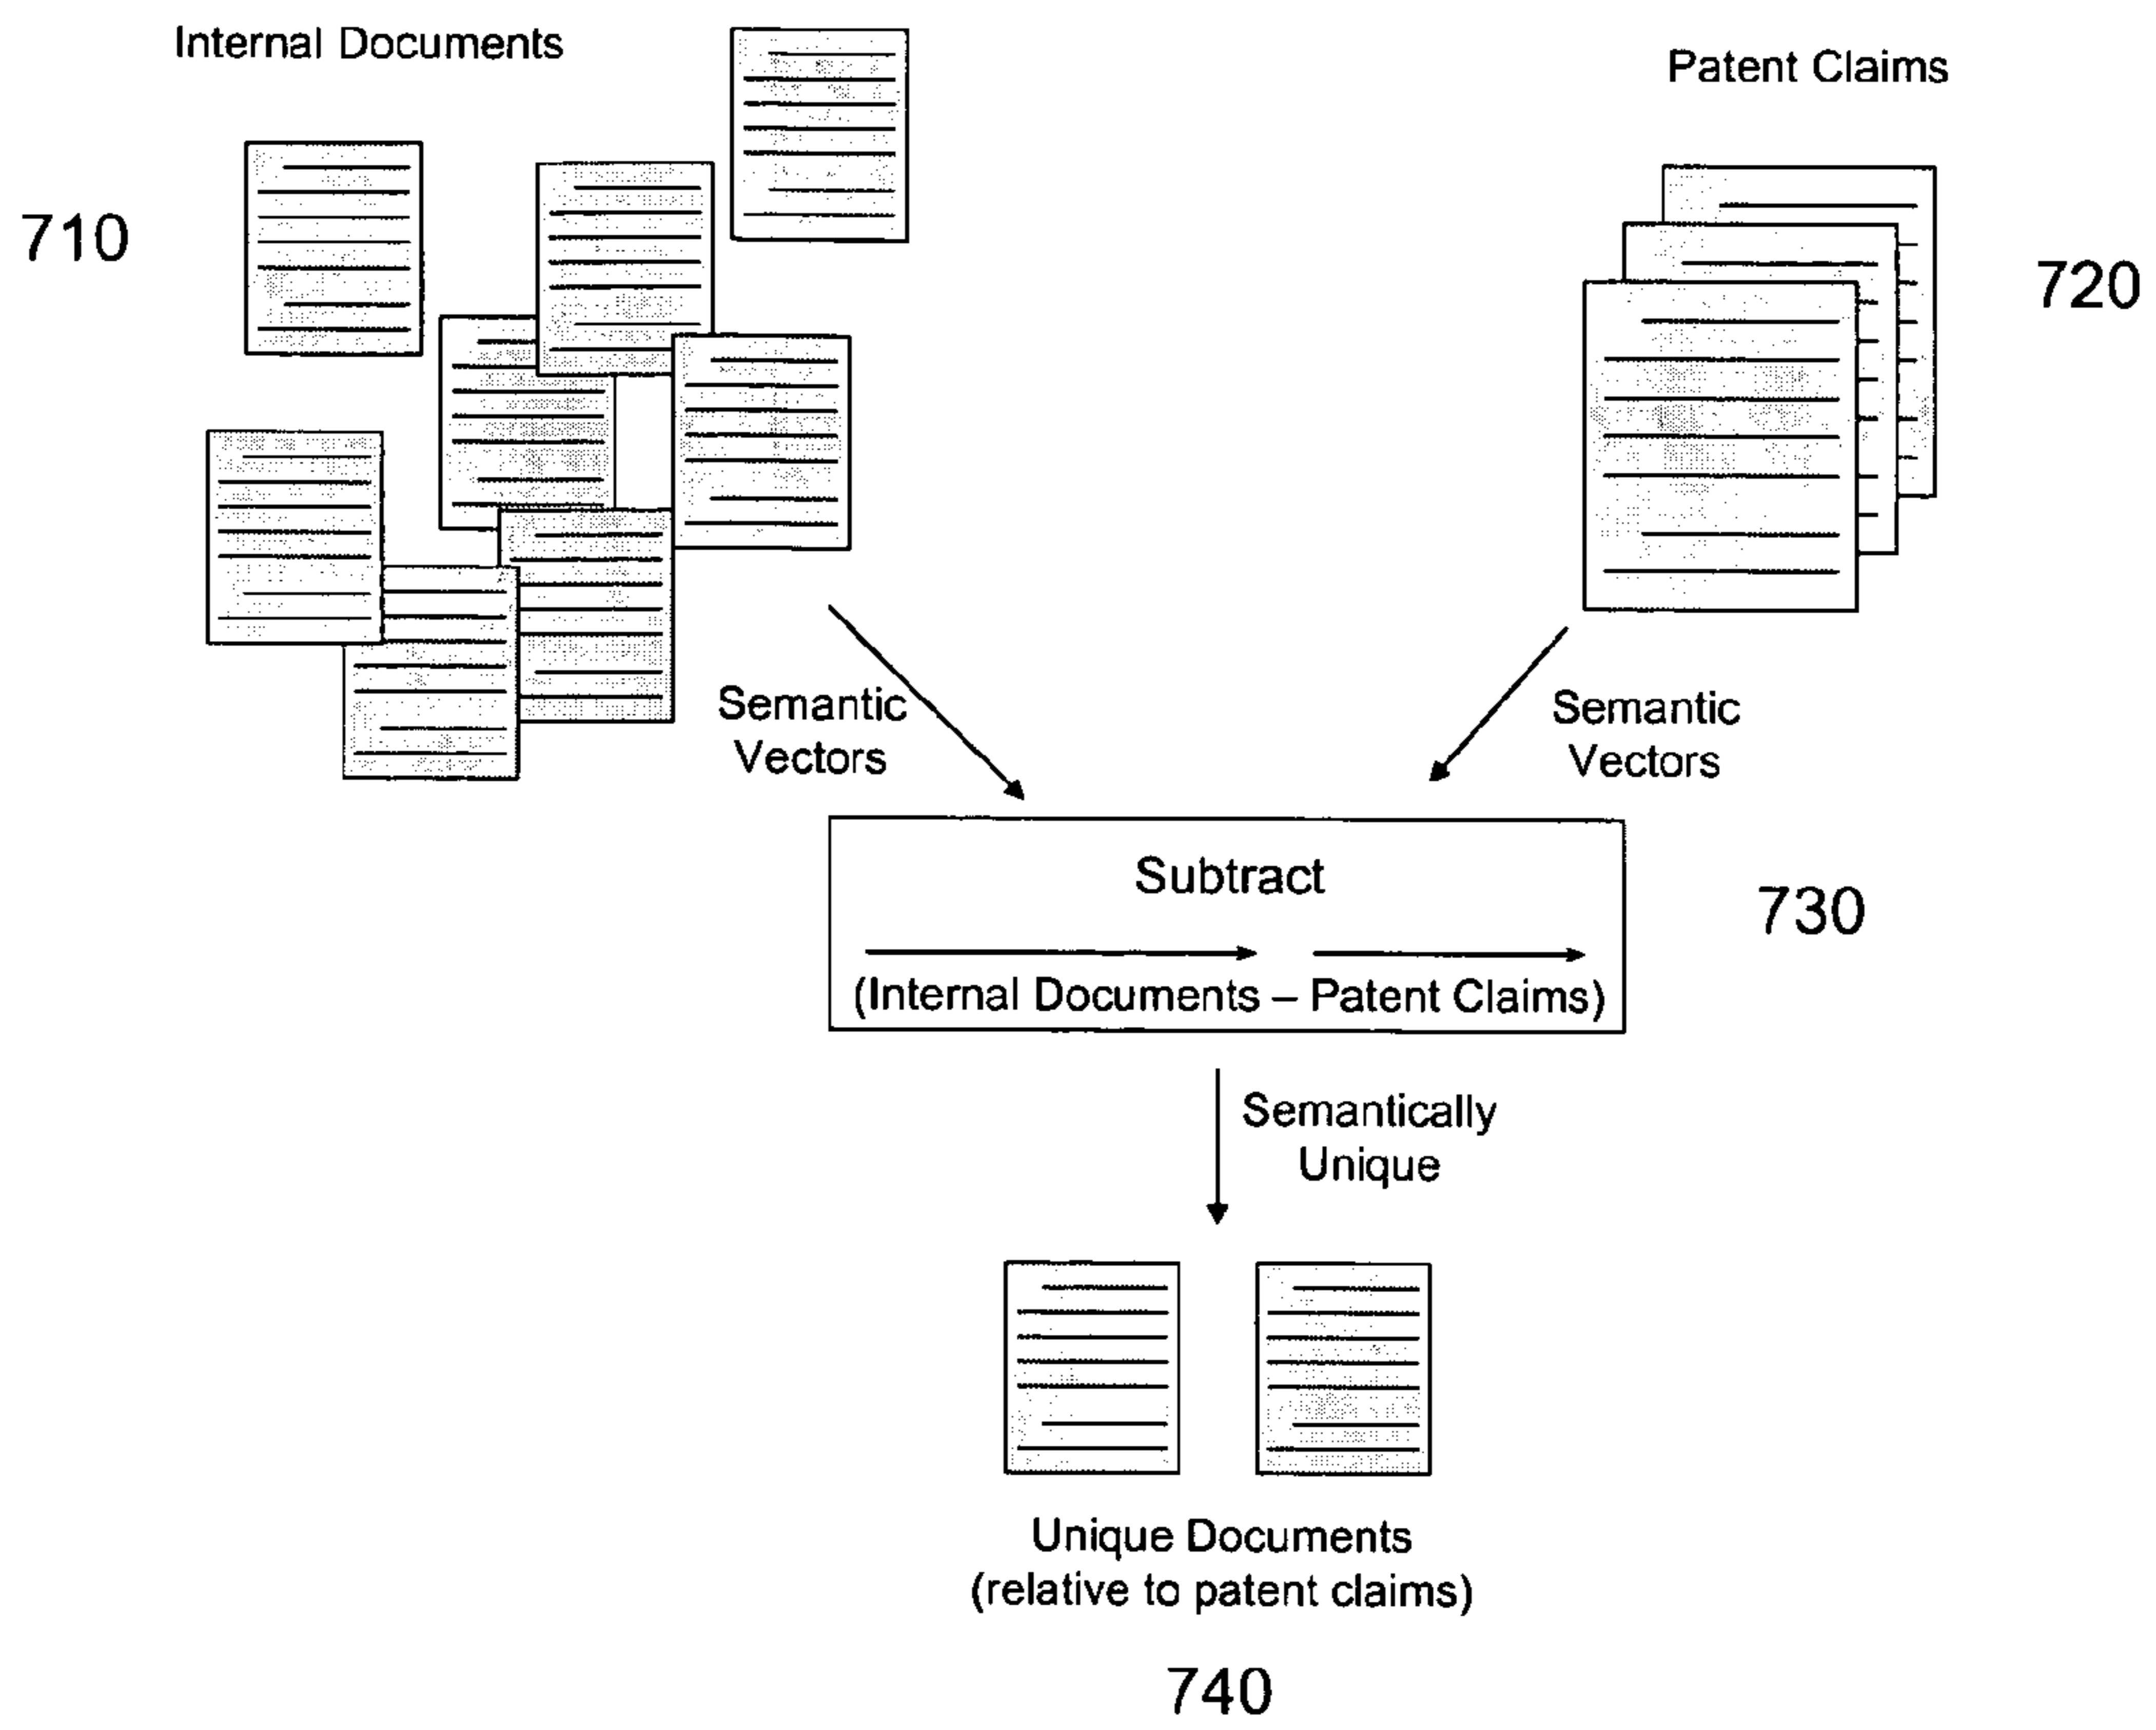 Internal Documents
Patent Claims
710
720
Semantic
Vectors
Semantic
Vectors
Subtract
(Internal Documents – Patent Claims)
730
Semantically
Unique
Unique Documents
(relative to patent claims)
740